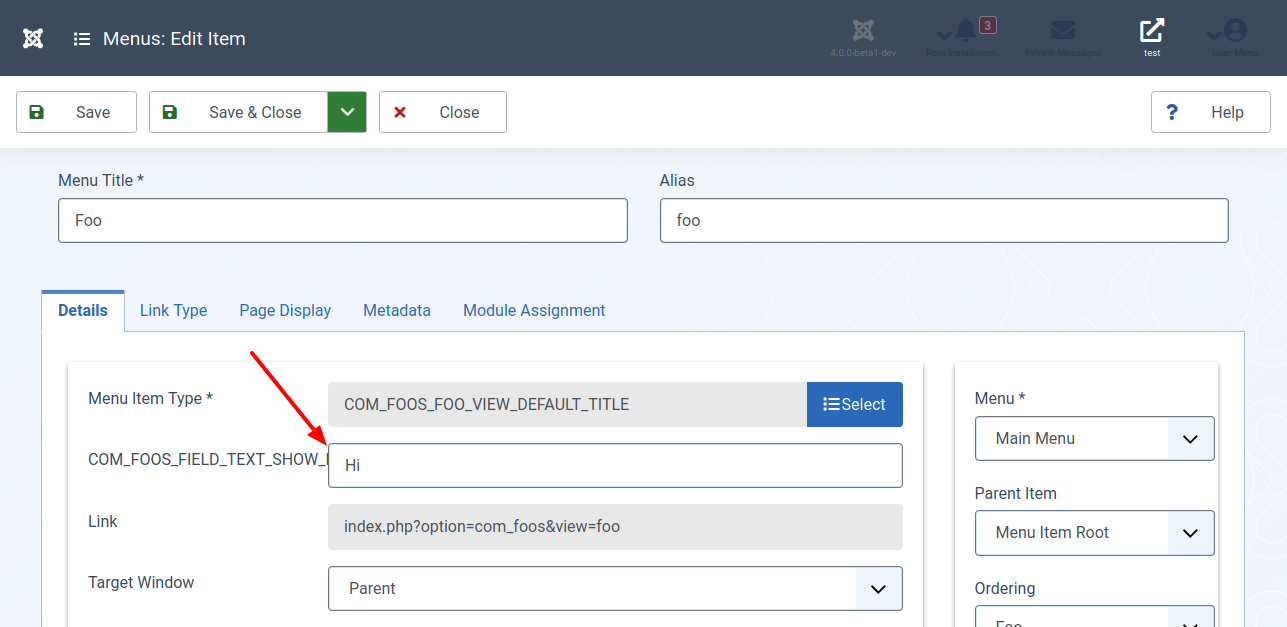 Menus: Edit Item
4.0.0-beta1-dev
Post Installation ...
3
Private Messages
test
User Menu
Save
Save & Close
Close
? Help
Menu Title *
Alias
Foo
foo
Details
Link Type
Page Display
Metadata
Module Assignment
Menu Item Type *
COM_FOOS_FOO_VIEW_DEFAULT_TITLE
Select
COM_FOOS_FIELD_TEXT_SHOW_
Hi
Link
index.php?option=com_foos&view=foo
Target Window
Parent
Menu *
Main Menu
Parent Item
Menu Item Root
Ordering
Foo